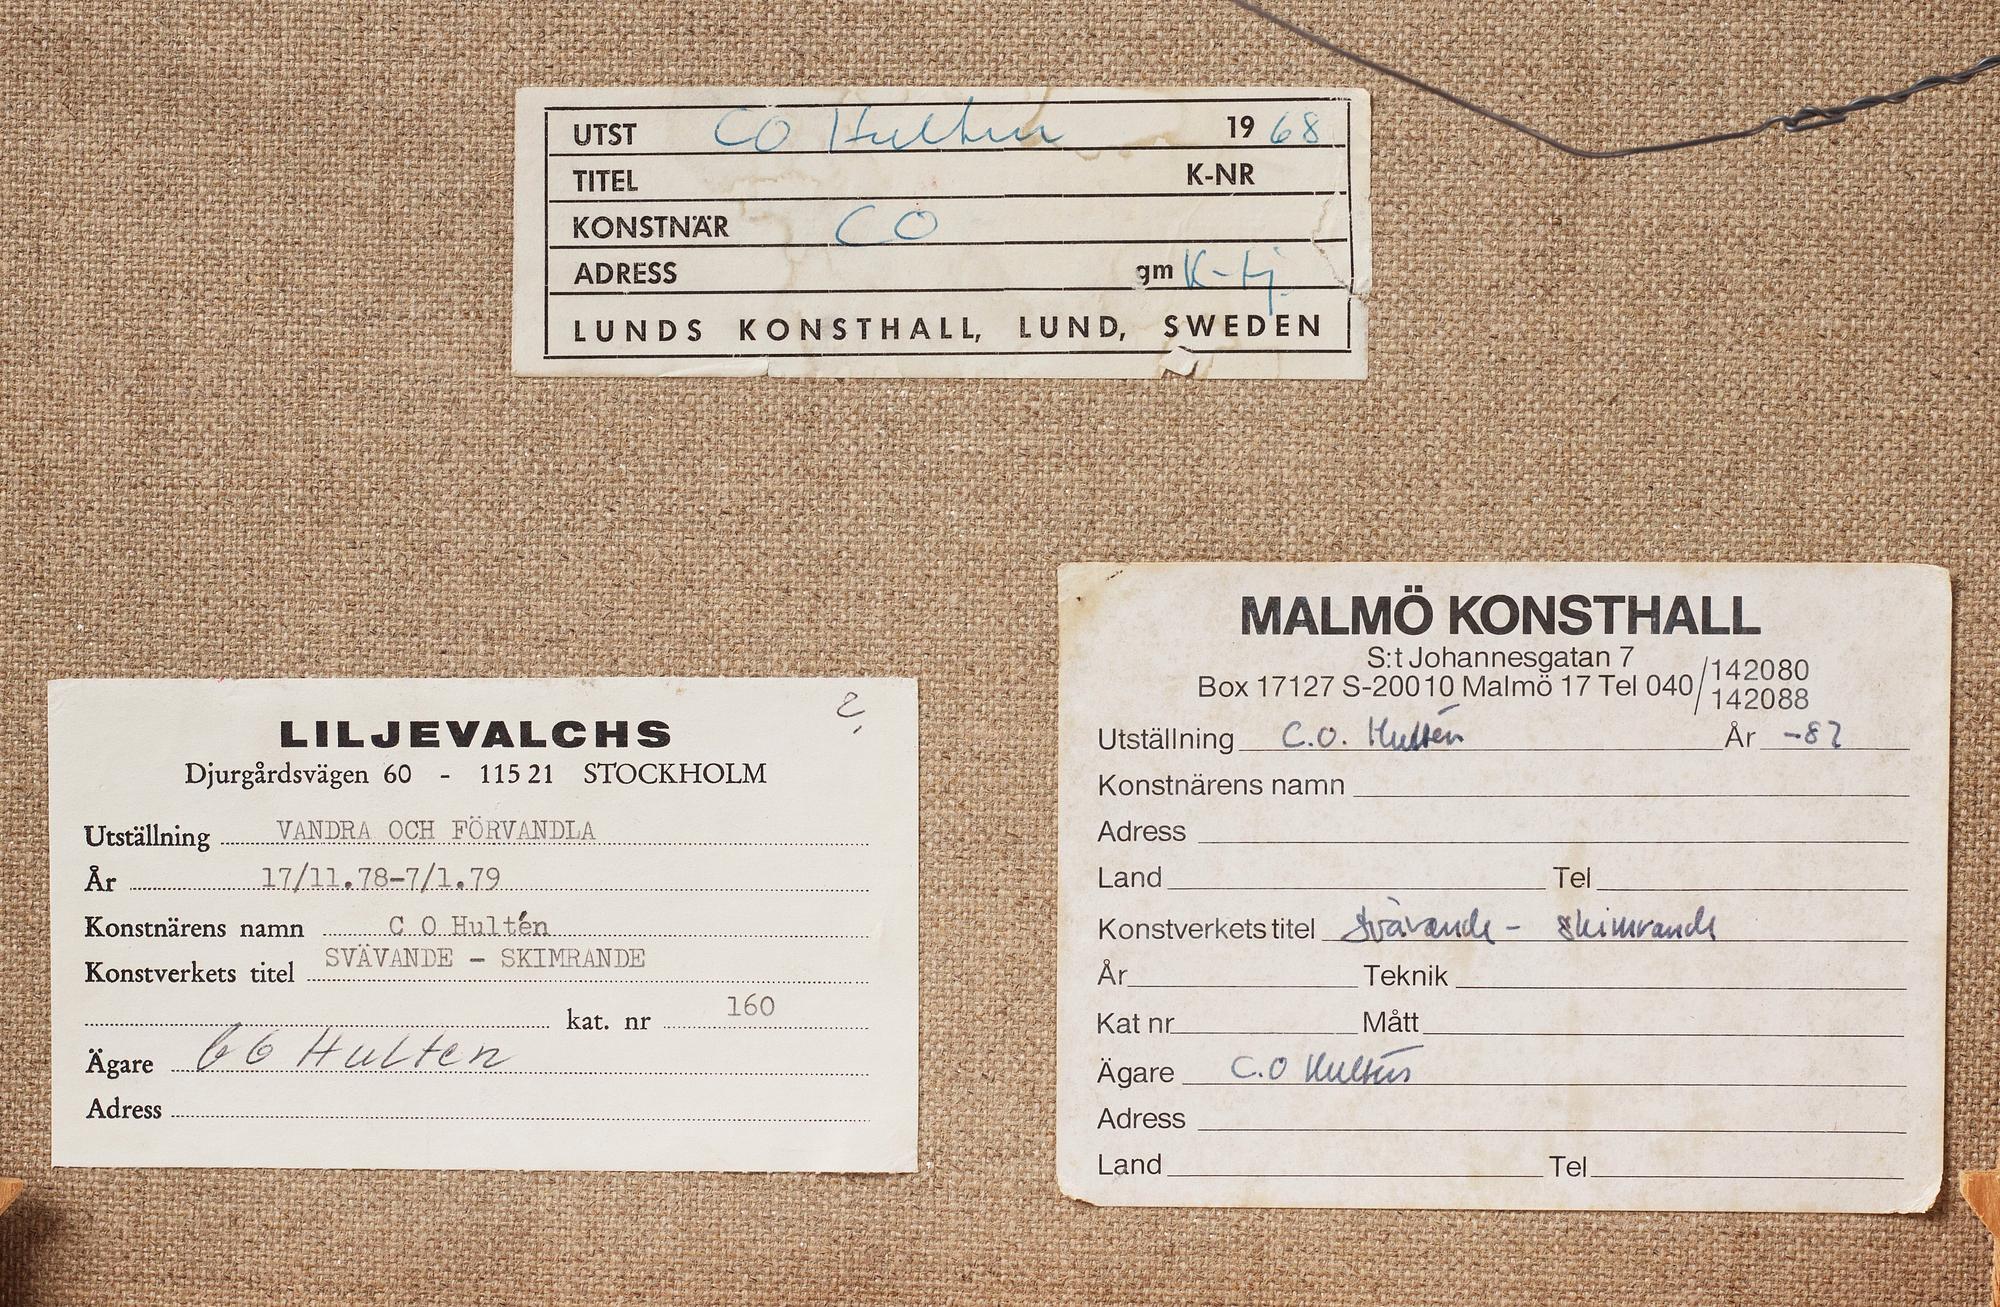 UTST CO Hultén 19 68
TITEL K-NR
KONSTNÄR CO
ADRESS gm K-tj.
LUNDS KONSTHALL, LUND, SWEDEN
LILJEVALCHS 2,
Djurgårdsvägen 60 - 115 21 STOCKHOLM
Utställning VANDRA OCH FÖRVANDLA
År 17/11.78-7/1.79
Konstnärens namn C O Hultén
Konstverkets titel SVÄVANDE - SKIMRANDE
kat. nr 160
Ägare CO Hulten
Adress
MALMÖ KONSTHALL
S:t Johannesgatan 7
Box 17127 S-200 10 Malmö 17 Tel 040/142080
142088
Utställning C.O. Hultén År -82
Konstnärens namn
Adress
Land Tel
Konstverkets titel Svävande - Skimrande
År Teknik
Kat nr Mått
Ägare C.O Hultén
Adress
Land Tel